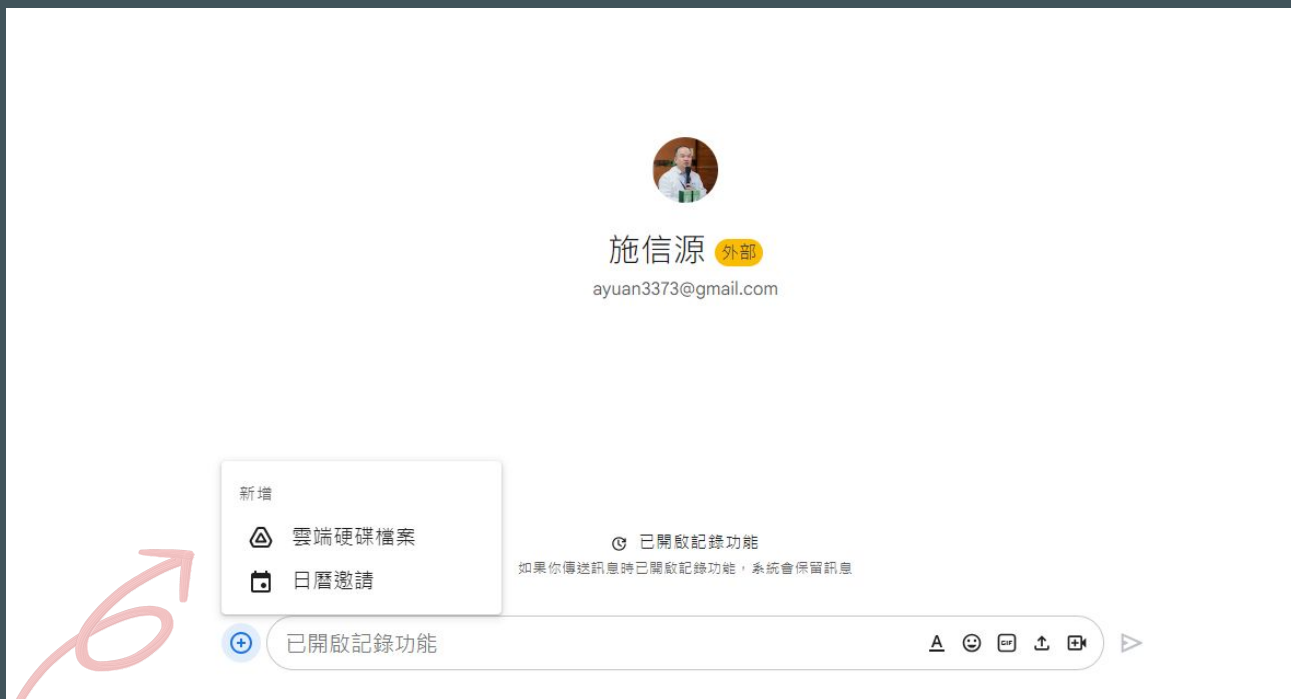 施信源 外部
ayuan3373@gmail.com
新增
雲端硬碟檔案
日曆邀請
已開啟記錄功能
如果你傳送訊息時已開啟記錄功能，系統會保留訊息
已開啟記錄功能
A
GIF